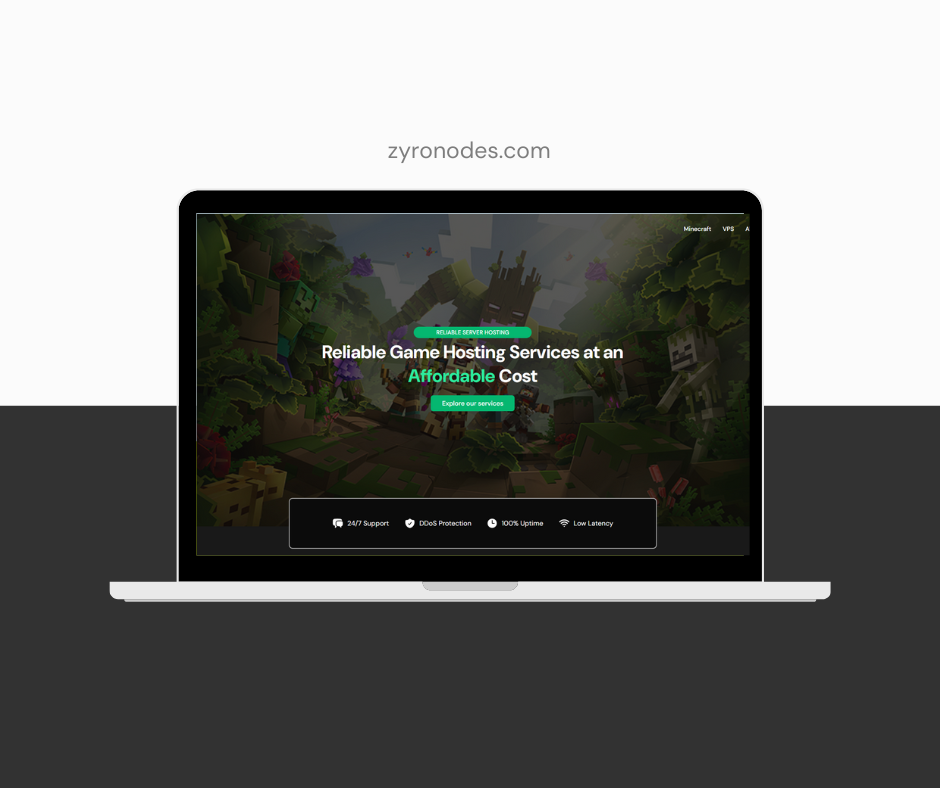 zyronodes.com
Minecraft VPS A
RELIABLE SERVER HOSTING
Reliable Game Hosting Services at an
Affordable Cost
Explore our services
24/7 Support DDoS Protection 100% Uptime Low Latency